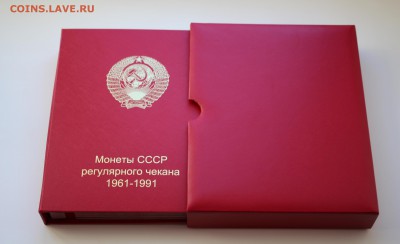 COINS.LAVE.RU
Монеты СССР
регулярного чекана
1961-1991